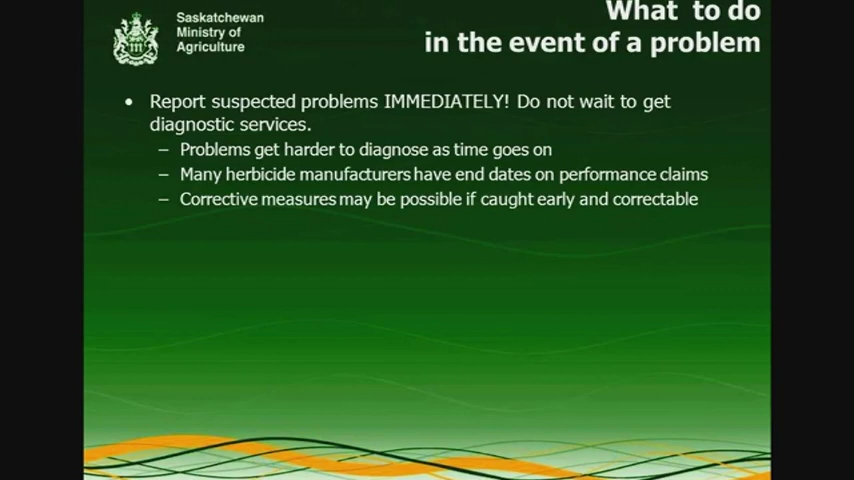 Saskatchewan
Ministry of
Agriculture
What to do
in the event of a problem
• Report suspected problems IMMEDIATELY! Do not wait to get
diagnostic services.
– Problems get harder to diagnose as time goes on
– Many herbicide manufacturers have end dates on performance claims
– Corrective measures may be possible if caught early and correctable